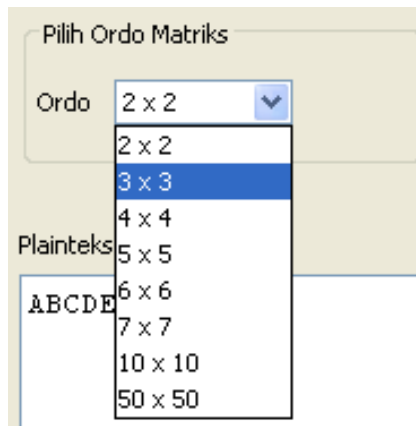 Pilih Ordo Matriks
Ordo 2 x 2
2 x 2
3 x 3
4 x 4
Plainteks
5 x 5
6 x 6
ABCDE
7 x 7
10 x 10
50 x 50